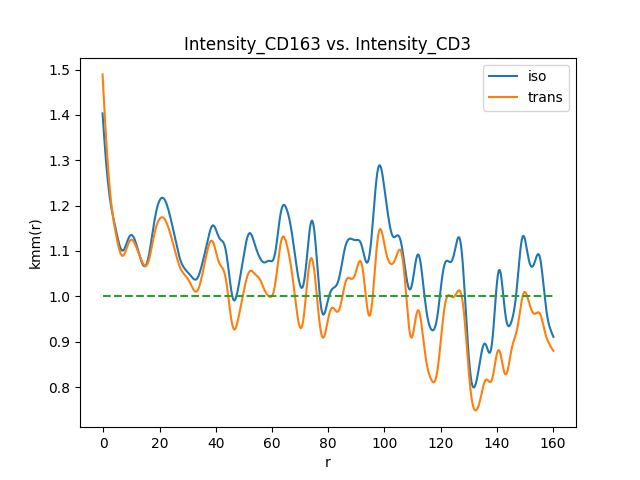 Intensity_CD163 vs. Intensity_CD3
iso
trans
kmm(r)
1.5
1.4
1.3
1.2
1.1
1.0
0.9
0.8
0 20 40 60 80 100 120 140 160
r